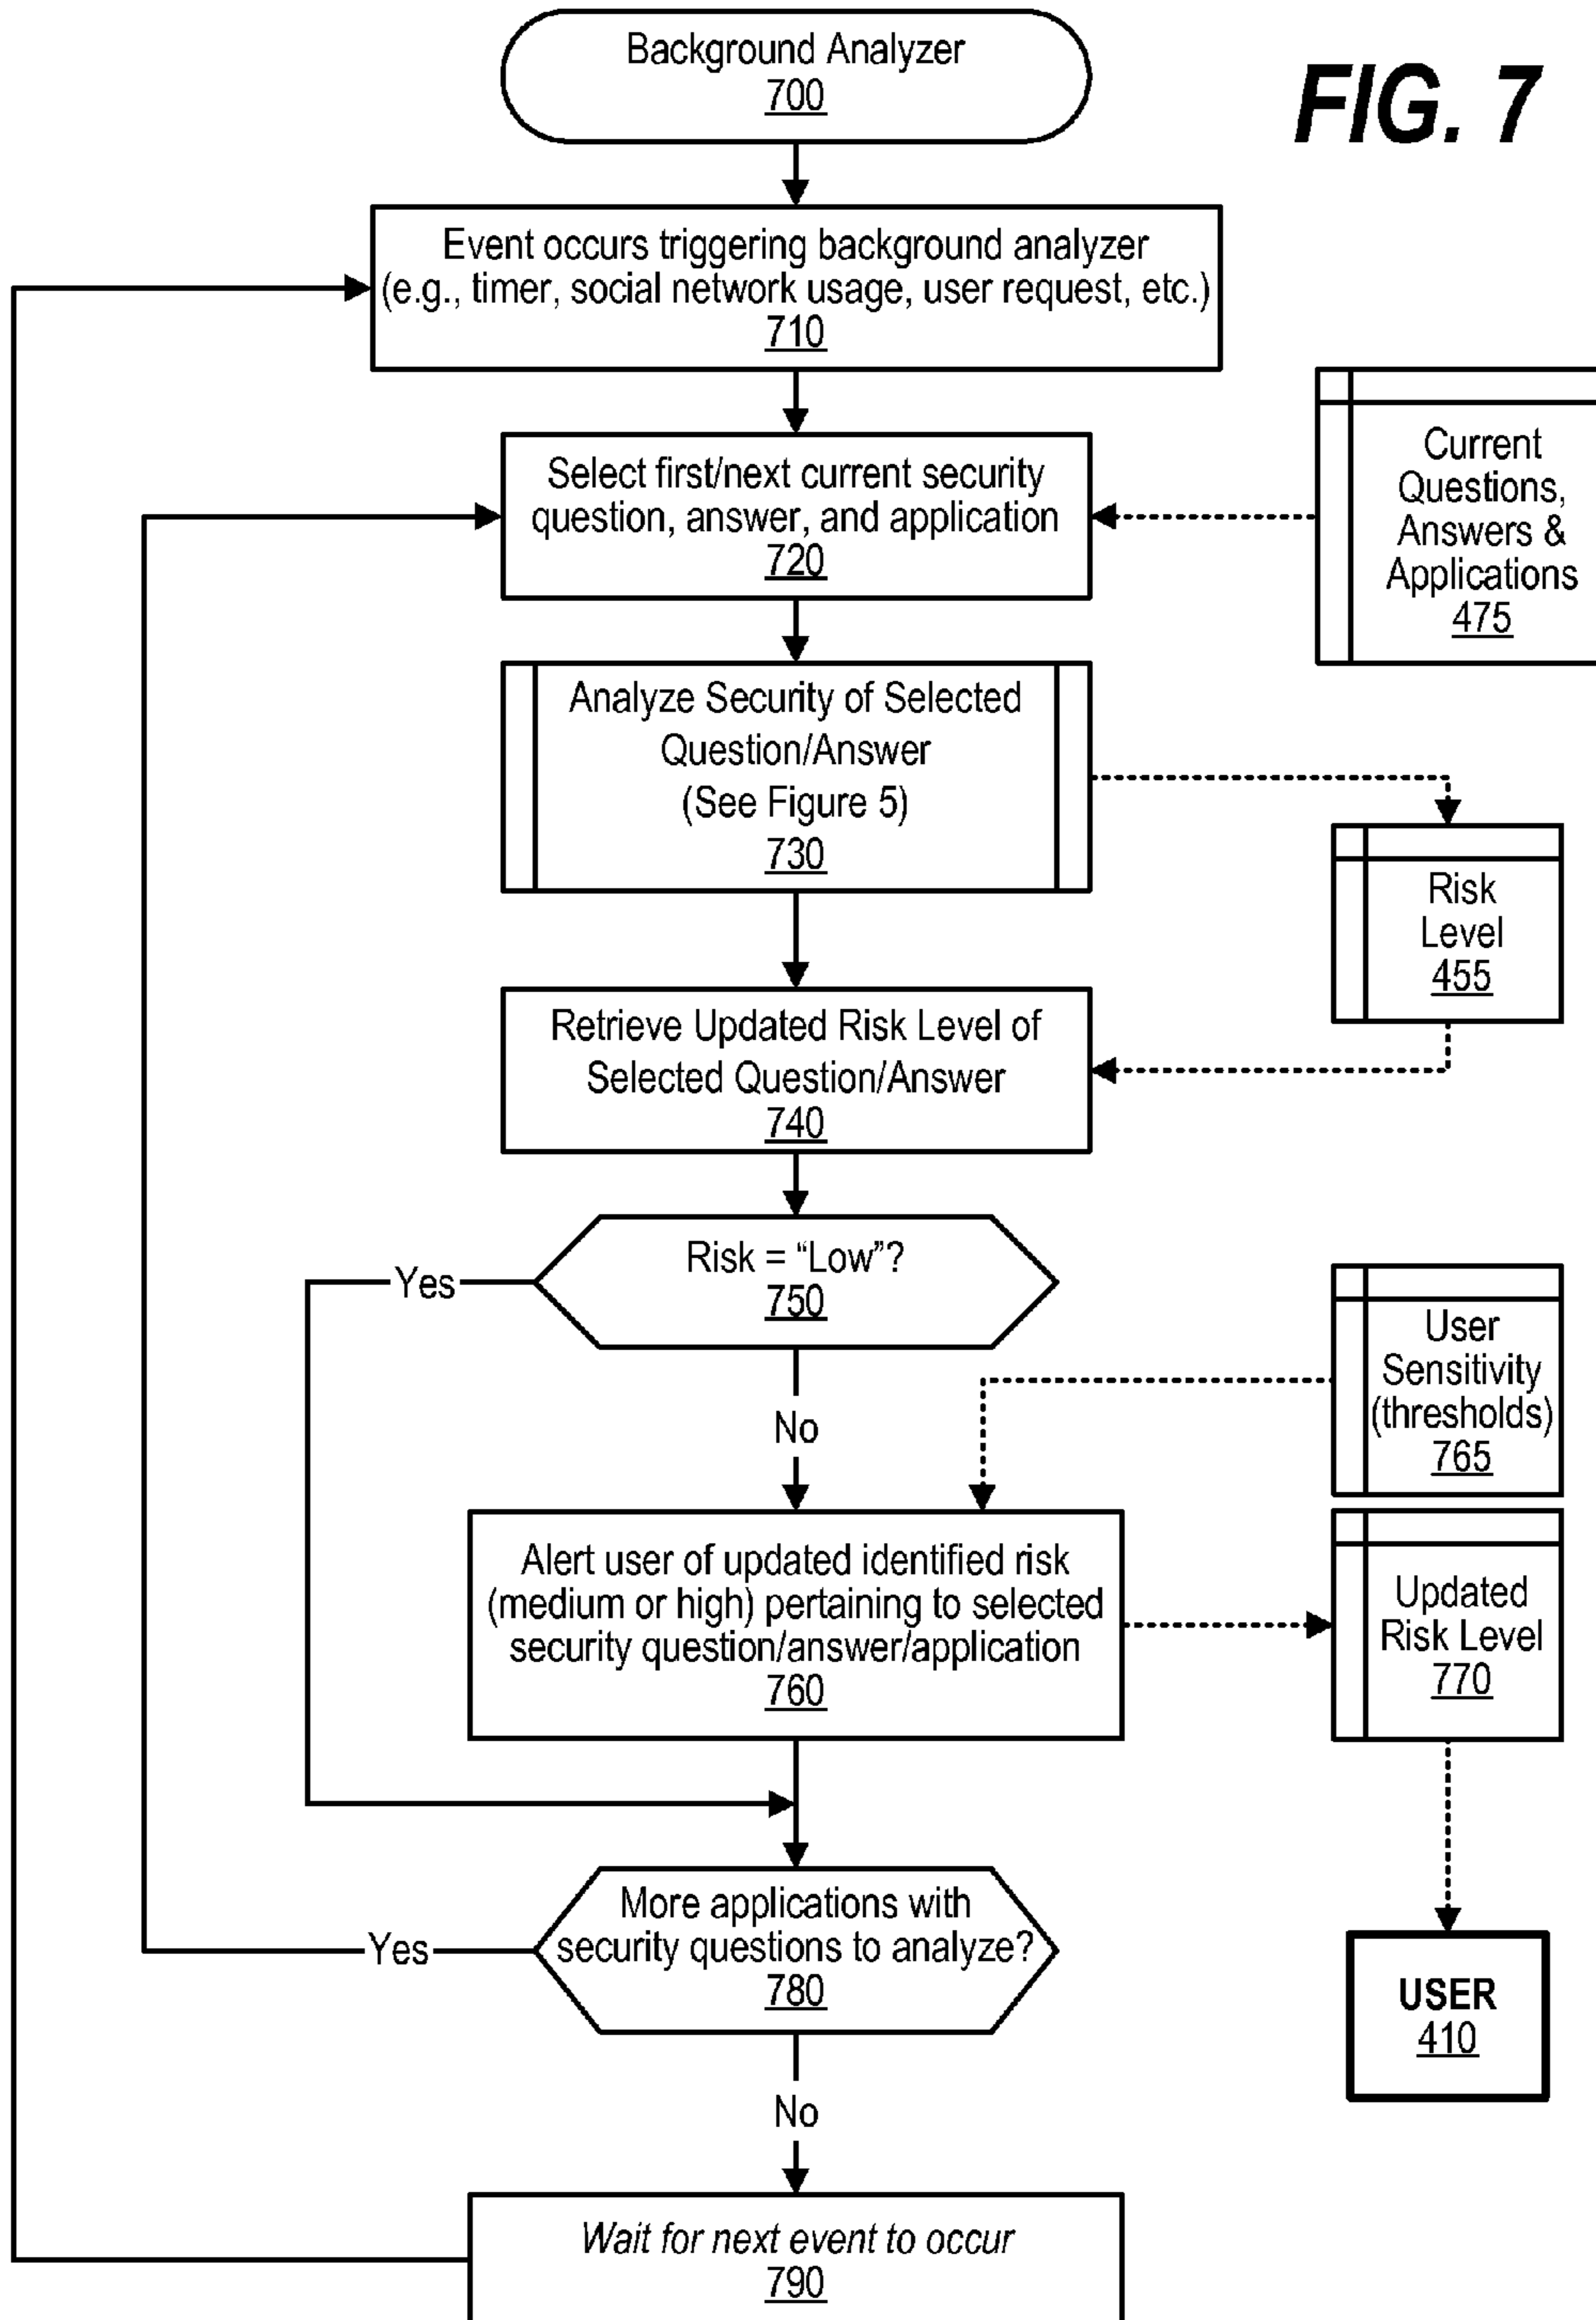 Background Analyzer
700
FIG. 7
Event occurs triggering background analyzer
(e.g., timer, social network usage, user request, etc.)
710
Select first/next current security
question, answer, and application
720
Current
Questions,
Answers &
Applications
475
Analyze Security of Selected
Question/Answer
(See Figure 5)
730
Risk
Level
455
Retrieve Updated Risk Level of
Selected Question/Answer
740
Risk = “Low”?
750
Yes
No
User
Sensitivity
(thresholds)
765
Alert user of updated identified risk
(medium or high) pertaining to selected
security question/answer/application
760
Updated
Risk Level
770
More applications with
security questions to analyze?
780
Yes
No
USER
410
Wait for next event to occur
790